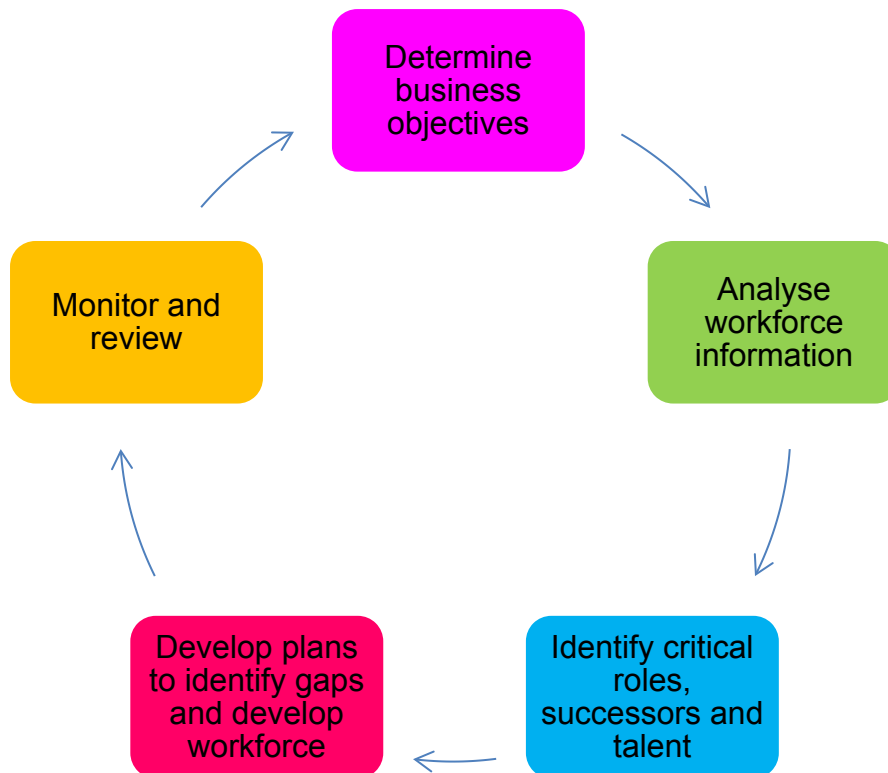 Determine
business
objectives
Analyse
workforce
information
Identify critical
roles,
successors and
talent
Develop plans
to identify gaps
and develop
workforce
Monitor and
review